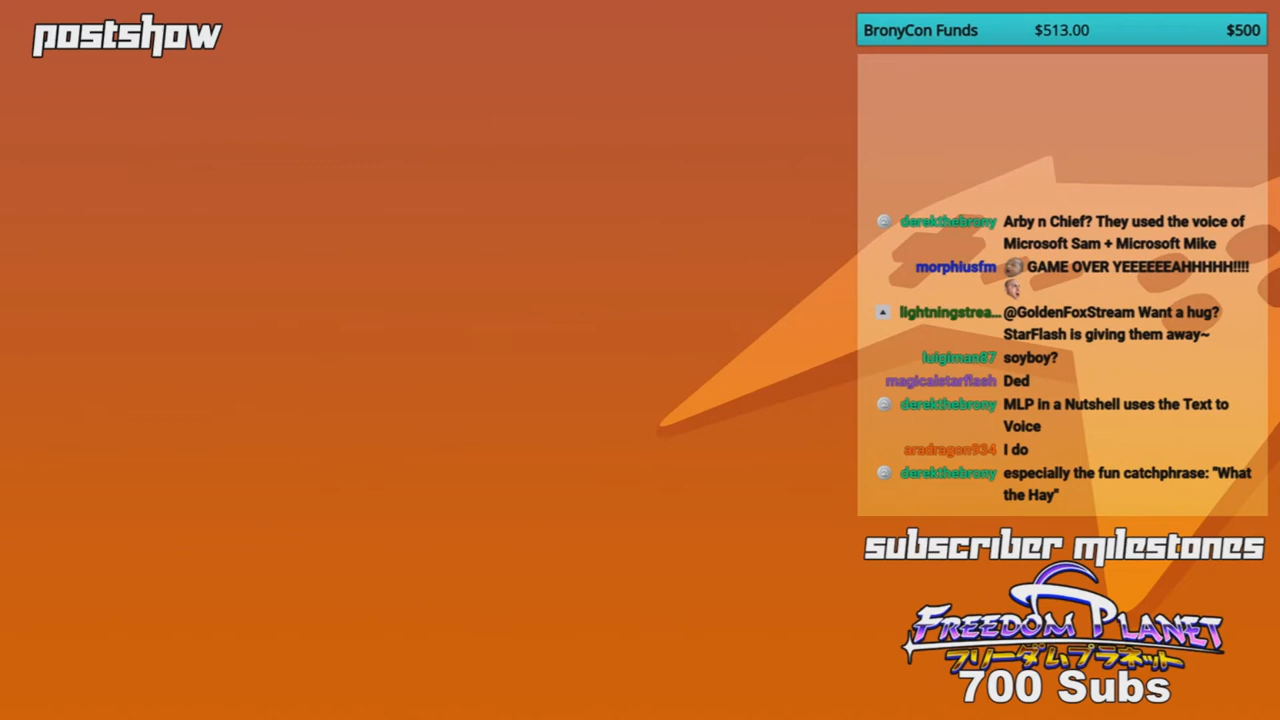 postshow
BronyCon Funds $513.00 $500
derekthebrony Arby n Chief? They used the voice of
Microsoft Sam + Microsoft Mike
morphiusfm GAME OVER YEEEEEEAHHHHH!!!!
lightningstrea... @GoldenFoxStream Want a hug?
StarFlash is giving them away~
luigiman87 soyboy?
magicalstarflash Ded
derekthebrony MLP in a Nutshell uses the Text to
Voice
aradragon934 I do
derekthebrony especially the fun catchphrase: "What
the Hay"
subscriber milestones
FREEDOM PLANET
フリーダムプラネット
700 Subs